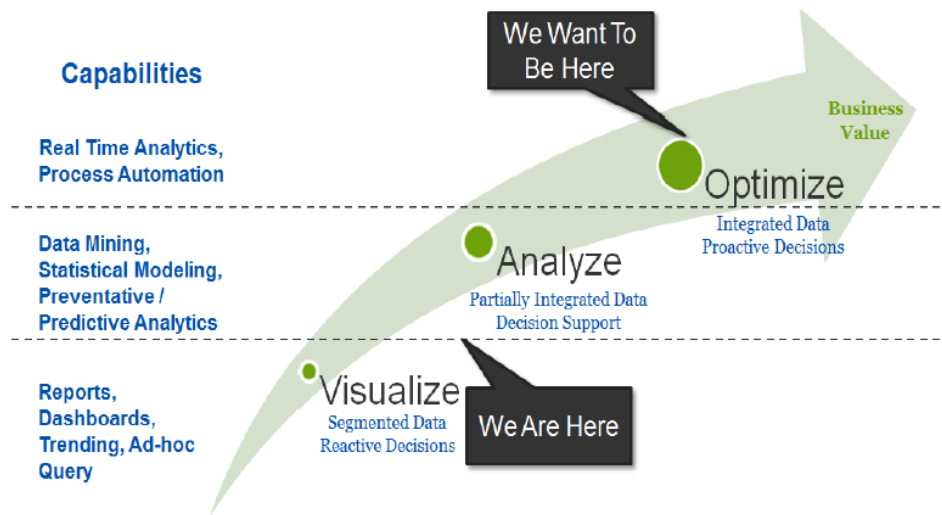 We Want To
Be Here
Capabilities
Business
Value
Real Time Analytics,
Process Automation
Optimize
Integrated Data
Proactive Decisions
Data Mining,
Statistical Modeling,
Preventative /
Predictive Analytics
Analyze
Partially Integrated Data
Decision Support
Reports,
Dashboards,
Trending, Ad-hoc
Query
Visualize
Segmented Data
Reactive Decisions
We Are Here